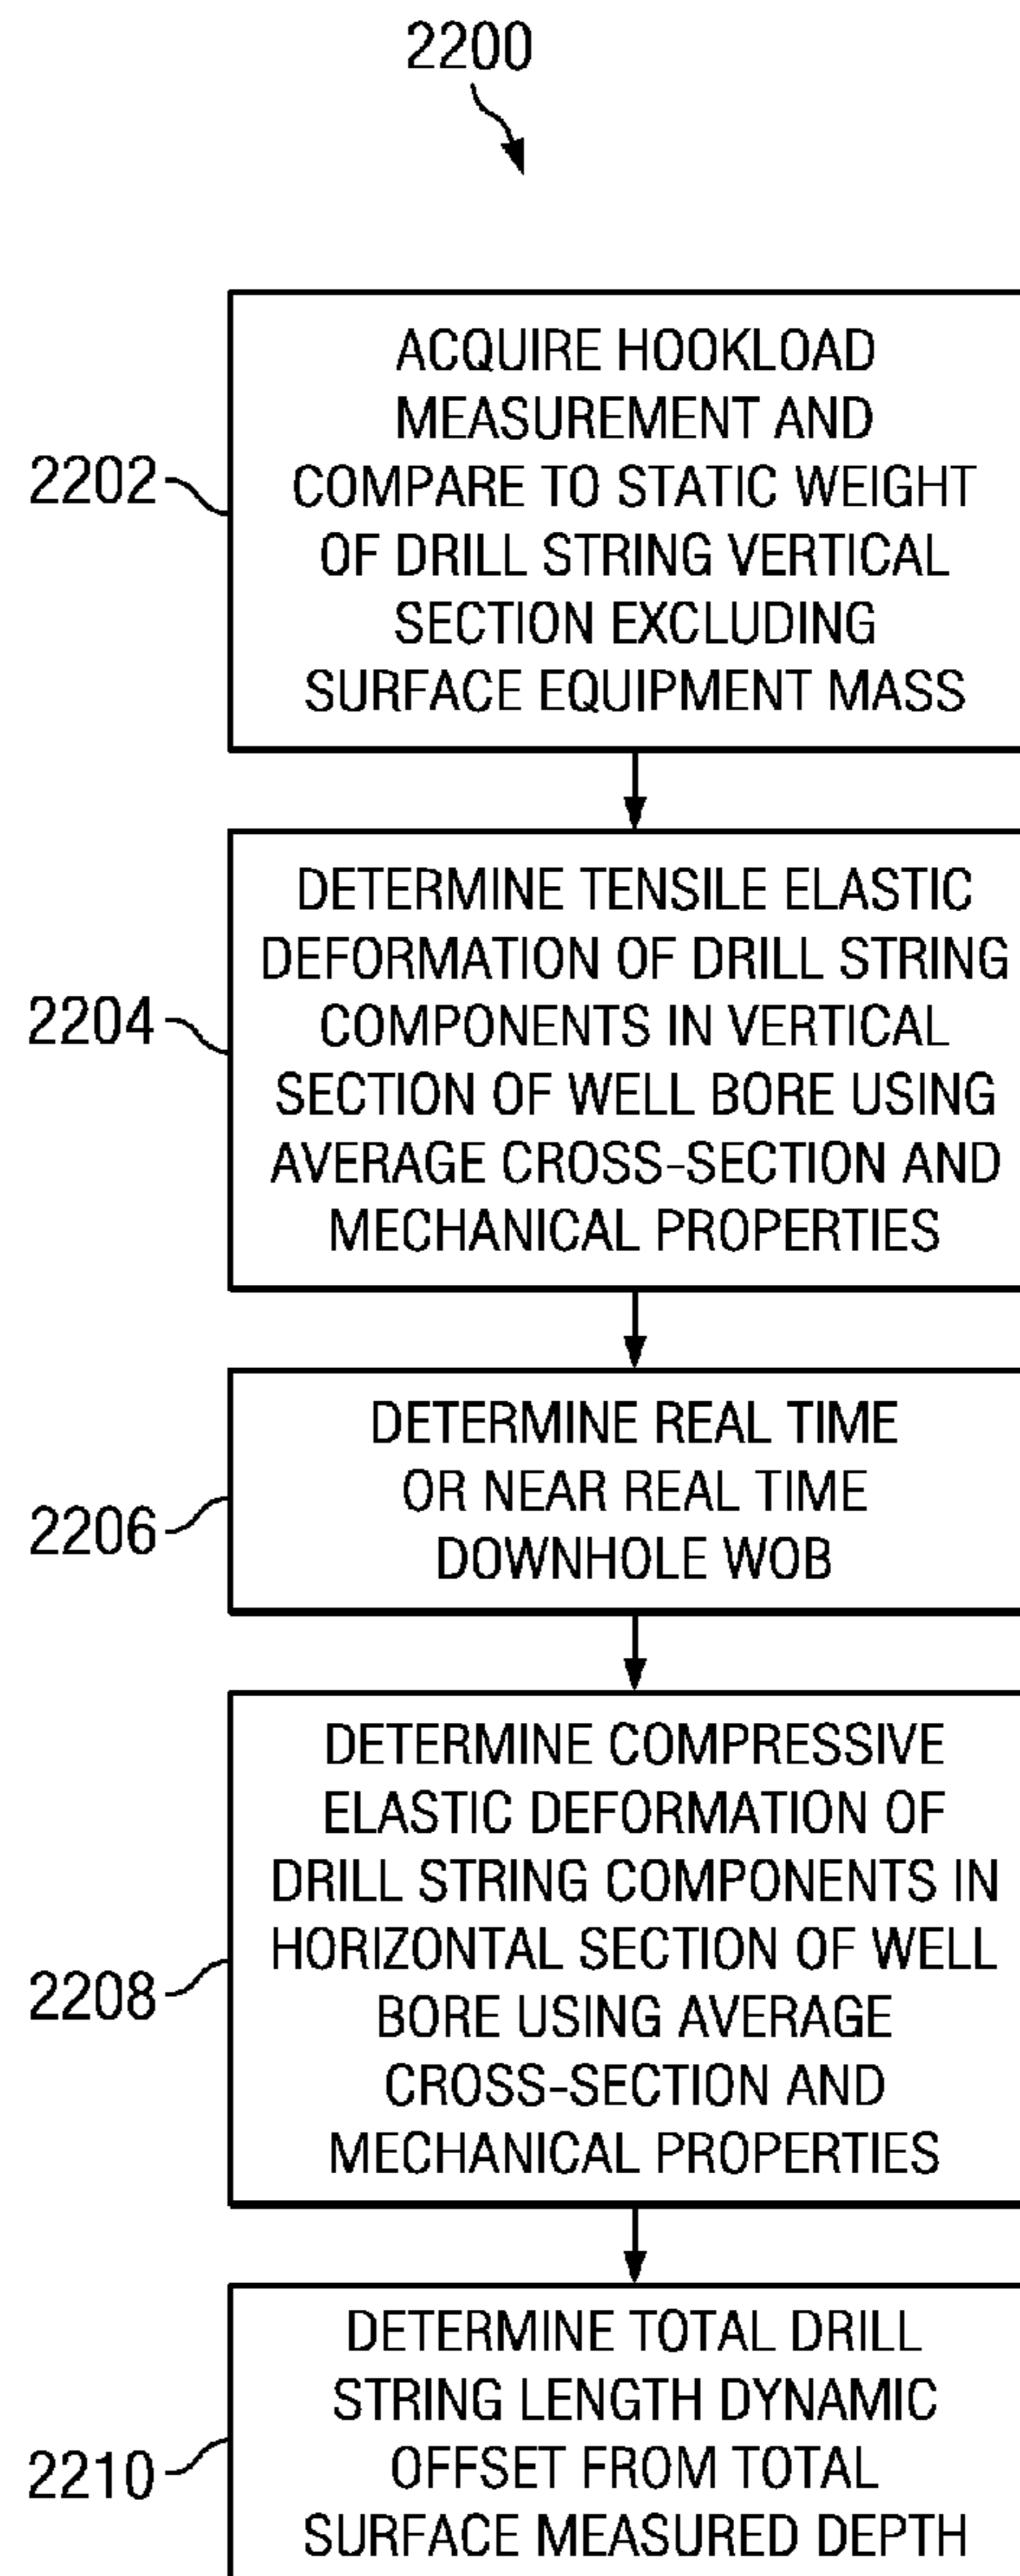 2200
2202
ACQUIRE HOOKLOAD
MEASUREMENT AND
COMPARE TO STATIC WEIGHT
OF DRILL STRING VERTICAL
SECTION EXCLUDING
SURFACE EQUIPMENT MASS
2204
DETERMINE TENSILE ELASTIC
DEFORMATION OF DRILL STRING
COMPONENTS IN VERTICAL
SECTION OF WELL BORE USING
AVERAGE CROSS-SECTION AND
MECHANICAL PROPERTIES
2206
DETERMINE REAL TIME
OR NEAR REAL TIME
DOWNHOLE WOB
2208
DETERMINE COMPRESSIVE
ELASTIC DEFORMATION OF
DRILL STRING COMPONENTS IN
HORIZONTAL SECTION OF WELL
BORE USING AVERAGE
CROSS-SECTION AND
MECHANICAL PROPERTIES
2210
DETERMINE TOTAL DRILL
STRING LENGTH DYNAMIC
OFFSET FROM TOTAL
SURFACE MEASURED DEPTH